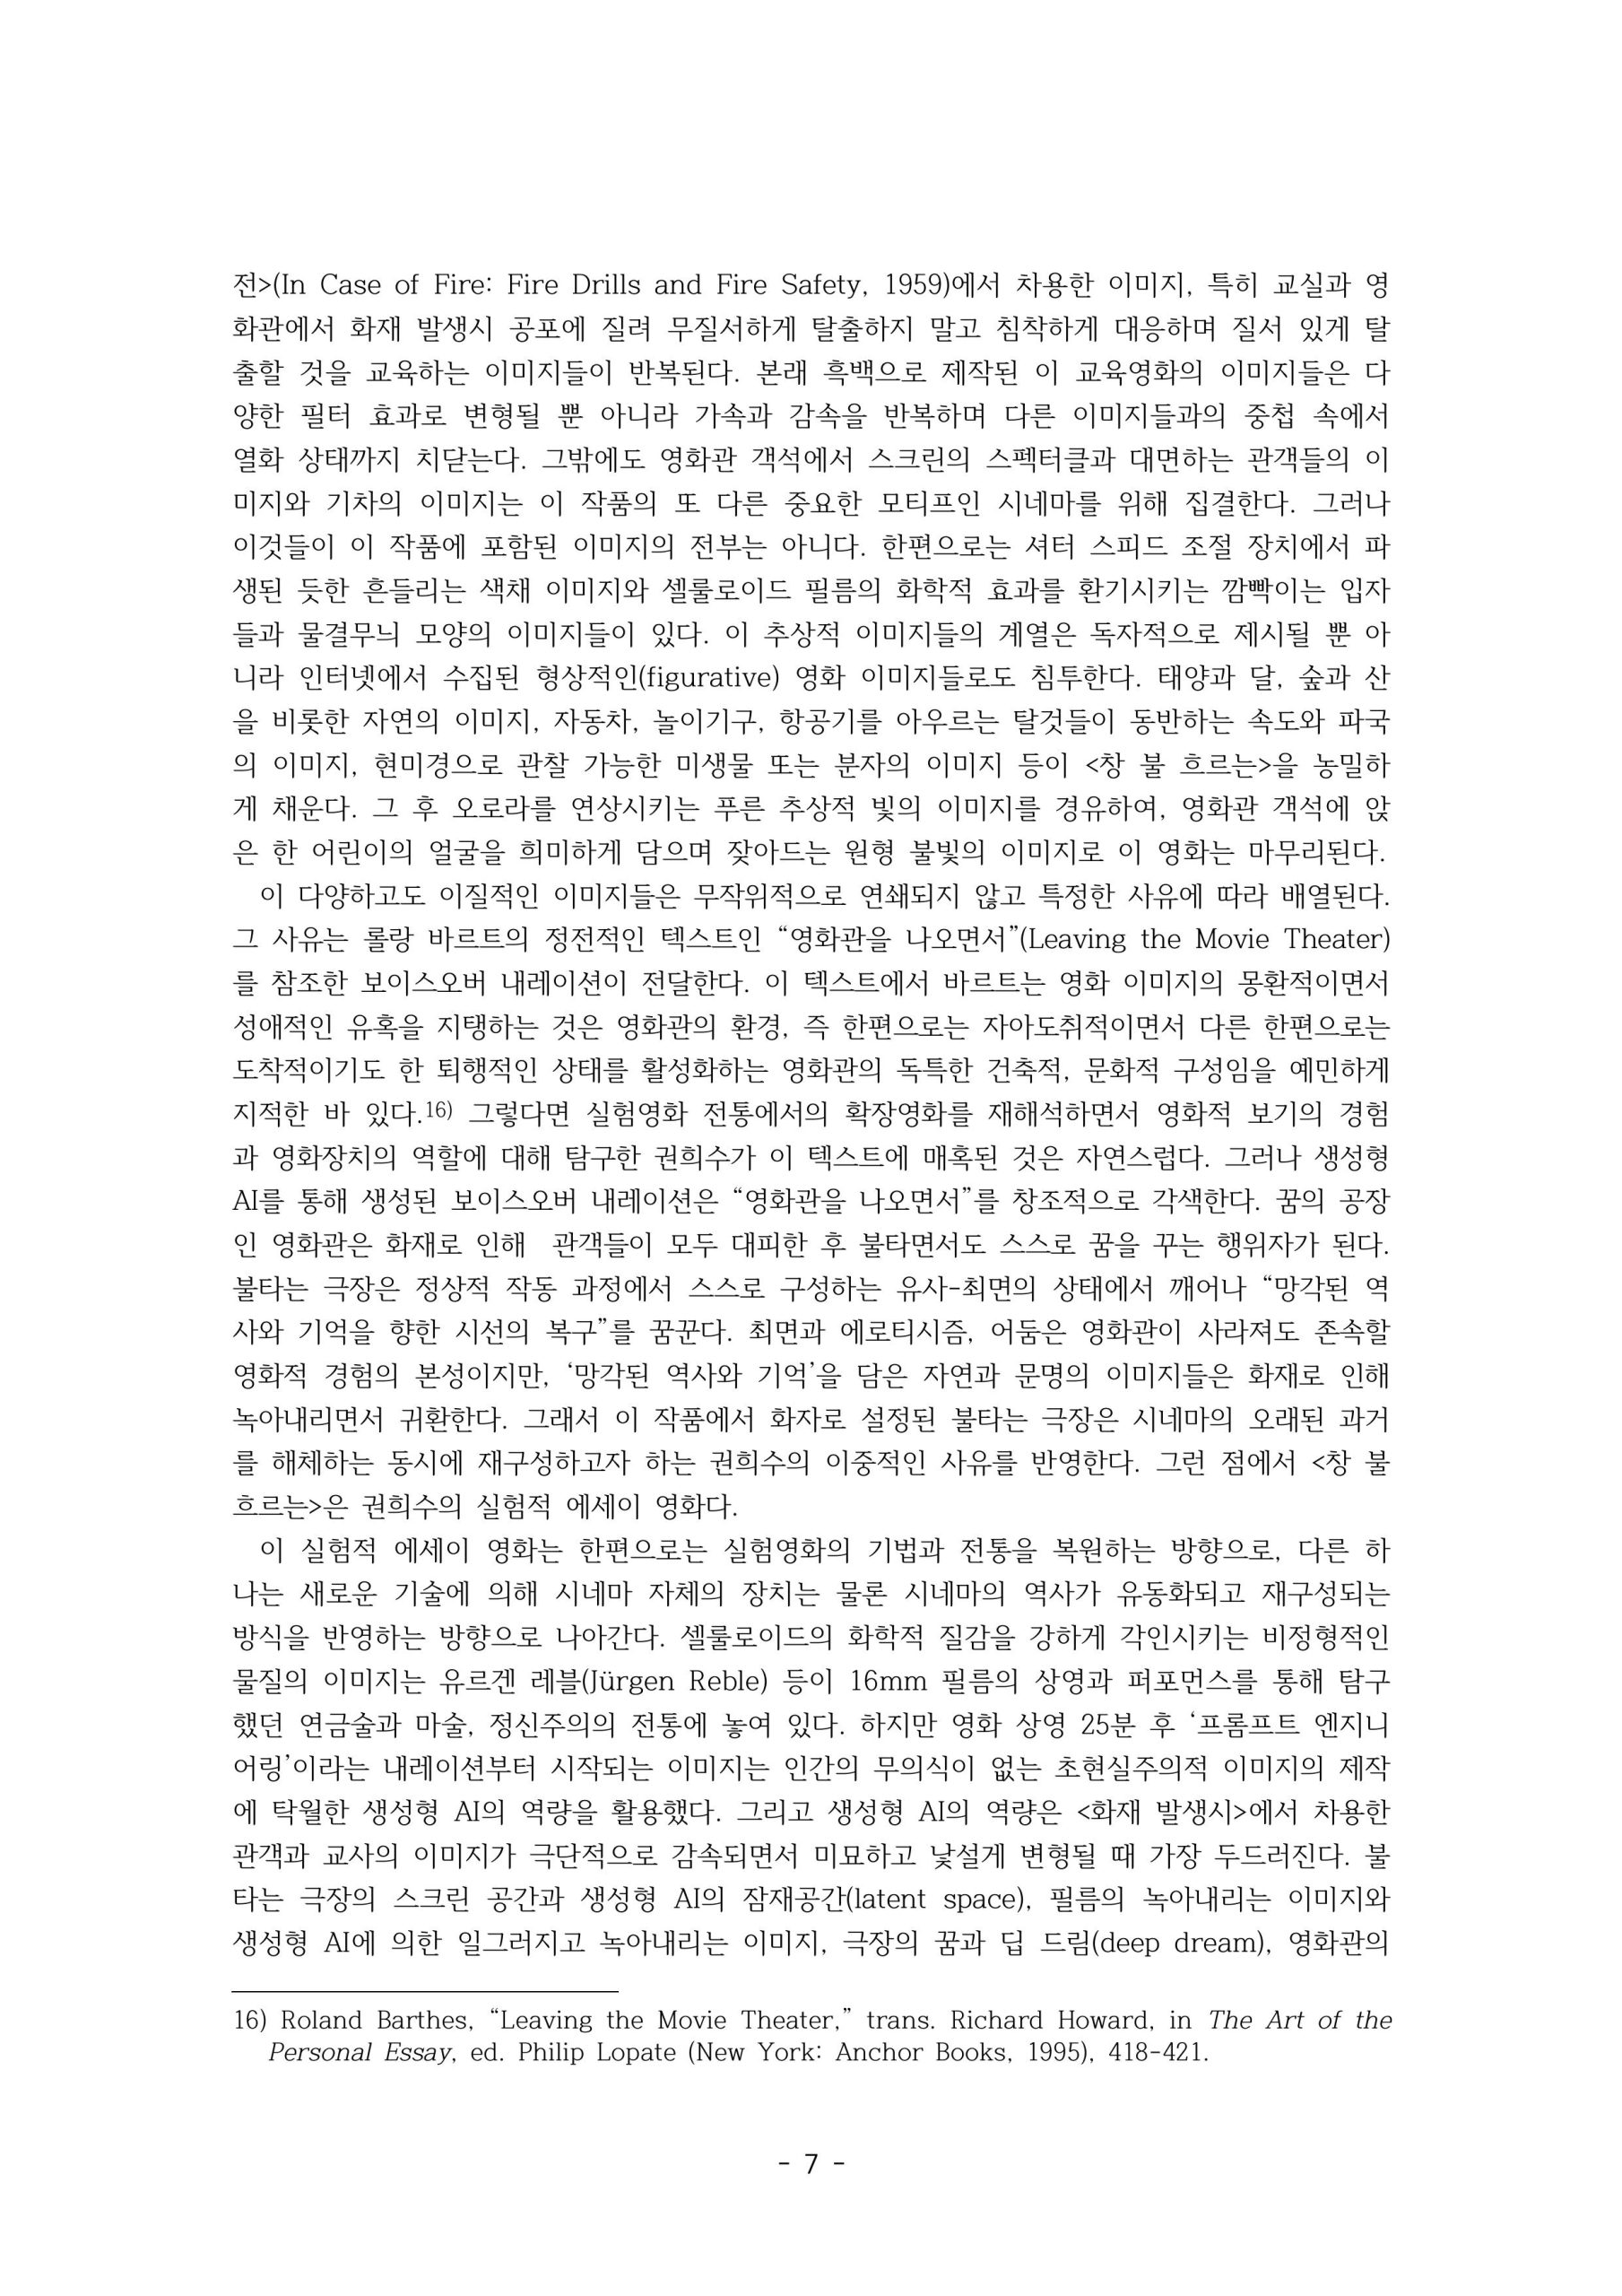 전>(In Case of Fire: Fire Drills and Fire Safety, 1959)에서 차용한 이미지, 특히 교실과 영
화관에서 화재 발생시 공포에 질려 무질서하게 탈출하지 말고 침착하게 대응하며 질서 있게 탈
출할 것을 교육하는 이미지들이 반복된다. 본래 흑백으로 제작된 이 교육영화의 이미지들은 다
양한 필터 효과로 변형될 뿐 아니라 가속과 감속을 반복하며 다른 이미지들과의 중첩 속에서
열화 상태까지 치닫는다. 그밖에도 영화관 객석에서 스크린의 스펙터클과 대면하는 관객들의 이
미지와 기차의 이미지는 이 작품의 또 다른 중요한 모티프인 시네마를 위해 집결한다. 그러나
이것들이 이 작품에 포함된 이미지의 전부는 아니다. 한편으로는 셔터 스피드 조절 장치에서 파
생된 듯한 흔들리는 색채 이미지와 셀룰로이드 필름의 화학적 효과를 환기시키는 깜빡이는 입자
들과 물결무늬 모양의 이미지들이 있다. 이 추상적 이미지들의 계열은 독자적으로 제시될 뿐 아
니라 인터넷에서 수집된 형상적인(figurative) 영화 이미지들로도 침투한다. 태양과 달, 숲과 산
을 비롯한 자연의 이미지, 자동차, 놀이기구, 항공기를 아우르는 탈것들이 동반하는 속도와 파국
의 이미지, 현미경으로 관찰 가능한 미생물 또는 분자의 이미지 등이 <창 불 흐르는>을 농밀하
게 채운다. 그 후 오로라를 연상시키는 푸른 추상적 빛의 이미지를 경유하여, 영화관 객석에 앉
은 한 어린이의 얼굴을 희미하게 담으며 잦아드는 원형 불빛의 이미지로 이 영화는 마무리된다.
이 다양하고도 이질적인 이미지들은 무작위적으로 연쇄되지 않고 특정한 사유에 따라 배열된다.
그 사유는 롤랑 바르트의 정전적인 텍스트인 “영화관을 나오면서”(Leaving the Movie Theater)
를 참조한 보이스오버 내레이션이 전달한다. 이 텍스트에서 바르트는 영화 이미지의 몽환적이면서
성애적인 유혹을 지탱하는 것은 영화관의 환경, 즉 한편으로는 자아도취적이면서 다른 한편으로는
도착적이기도 한 퇴행적인 상태를 활성화하는 영화관의 독특한 건축적, 문화적 구성임을 예민하게
지적한 바 있다.16) 그렇다면 실험영화 전통에서의 확장영화를 재해석하면서 영화적 보기의 경험
과 영화장치의 역할에 대해 탐구한 권희수가 이 텍스트에 매혹된 것은 자연스럽다. 그러나 생성형
AI를 통해 생성된 보이스오버 내레이션은 “영화관을 나오면서”를 창조적으로 각색한다. 꿈의 공장
인 영화관은 화재로 인해 관객들이 모두 대피한 후 불타면서도 스스로 꿈을 꾸는 행위자가 된다.
불타는 극장은 정상적 작동 과정에서 스스로 구성하는 유사-최면의 상태에서 깨어나 “망각된 역
사와 기억을 향한 시선의 복구”를 꿈꾼다. 최면과 에로티시즘, 어둠은 영화관이 사라져도 존속할
영화적 경험의 본성이지만, ‘망각된 역사와 기억’을 담은 자연과 문명의 이미지들은 화재로 인해
녹아내리면서 귀환한다. 그래서 이 작품에서 화자로 설정된 불타는 극장은 시네마의 오래된 과거
를 해체하는 동시에 재구성하고자 하는 권희수의 이중적인 사유를 반영한다. 그런 점에서 <창 불
흐르는>은 권희수의 실험적 에세이 영화다.
이 실험적 에세이 영화는 한편으로는 실험영화의 기법과 전통을 복원하는 방향으로, 다른 하
나는 새로운 기술에 의해 시네마 자체의 장치는 물론 시네마의 역사가 유동화되고 재구성되는
방식을 반영하는 방향으로 나아간다. 셀룰로이드의 화학적 질감을 강하게 각인시키는 비정형적인
물질의 이미지는 유르겐 레블(Jürgen Reble) 등이 16mm 필름의 상영과 퍼포먼스를 통해 탐구
했던 연금술과 마술, 정신주의의 전통에 놓여 있다. 하지만 영화 상영 25분 후 ‘프롬프트 엔지니
어링’이라는 내레이션부터 시작되는 이미지는 인간의 무의식이 없는 초현실주의적 이미지의 제작
에 탁월한 생성형 AI의 역량을 활용했다. 그리고 생성형 AI의 역량은 <화재 발생시>에서 차용한
관객과 교사의 이미지가 극단적으로 감속되면서 미묘하고 낯설게 변형될 때 가장 두드러진다. 불
타는 극장의 스크린 공간과 생성형 AI의 잠재공간(latent space), 필름의 녹아내리는 이미지와
생성형 AI에 의한 일그러지고 녹아내리는 이미지, 극장의 꿈과 딥 드림(deep dream), 영화관의
16) Roland Barthes, “Leaving the Movie Theater,” trans. Richard Howard, in The Art of the
Personal Essay, ed. Philip Lopate (New York: Anchor Books, 1995), 418-421.
- 7 -